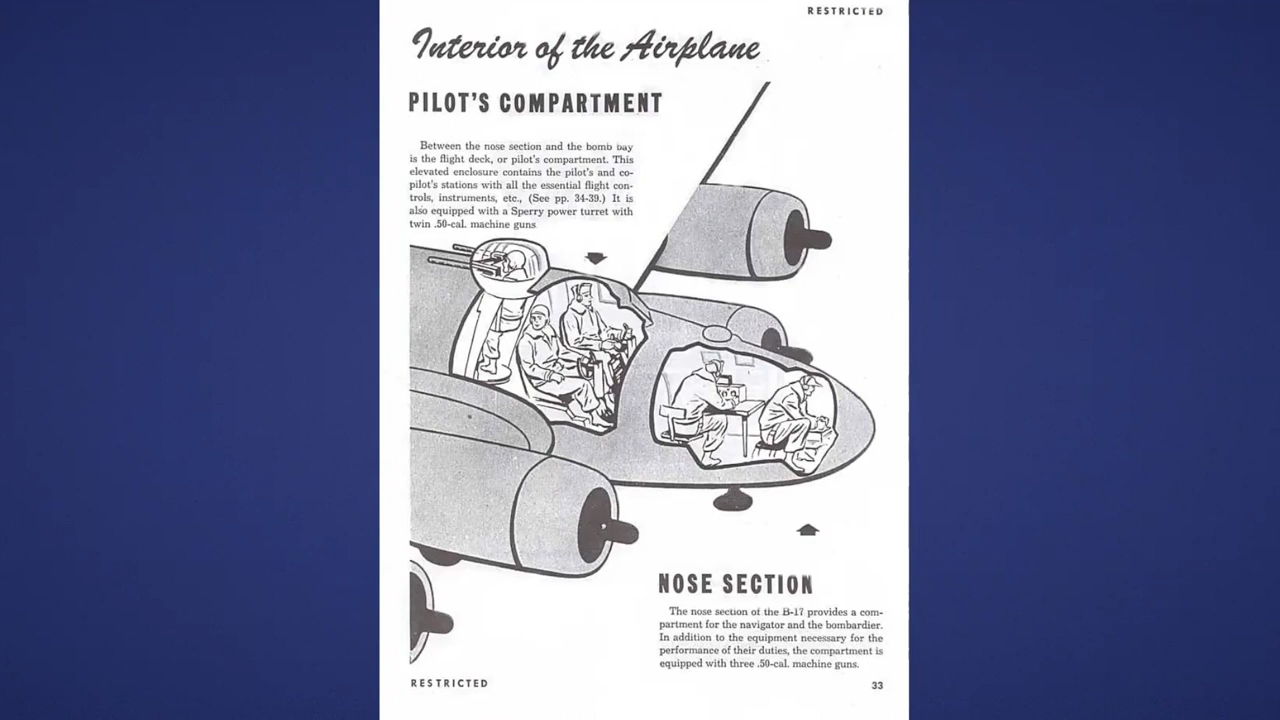 RESTRICTED
Interior of the Airplane
PILOT'S COMPARTMENT
Between the nose section and the bomb bay
is the flight deck, or pilot's compartment. This
elevated enclosure contains the pilot's and co-
pilot's stations with all the essential flight con-
trols, instruments, etc., (See pp. 34-39.) It is
also equipped with a Sperry power turret with
twin .50-cal. machine guns
NOSE SECTION
The nose section of the B-17 provides a com-
partment for the navigator and the bombardier.
In addition to the equipment necessary for the
performance of their duties, the compartment is
equipped with three .50-cal. machine guns.
RESTRICTED
33